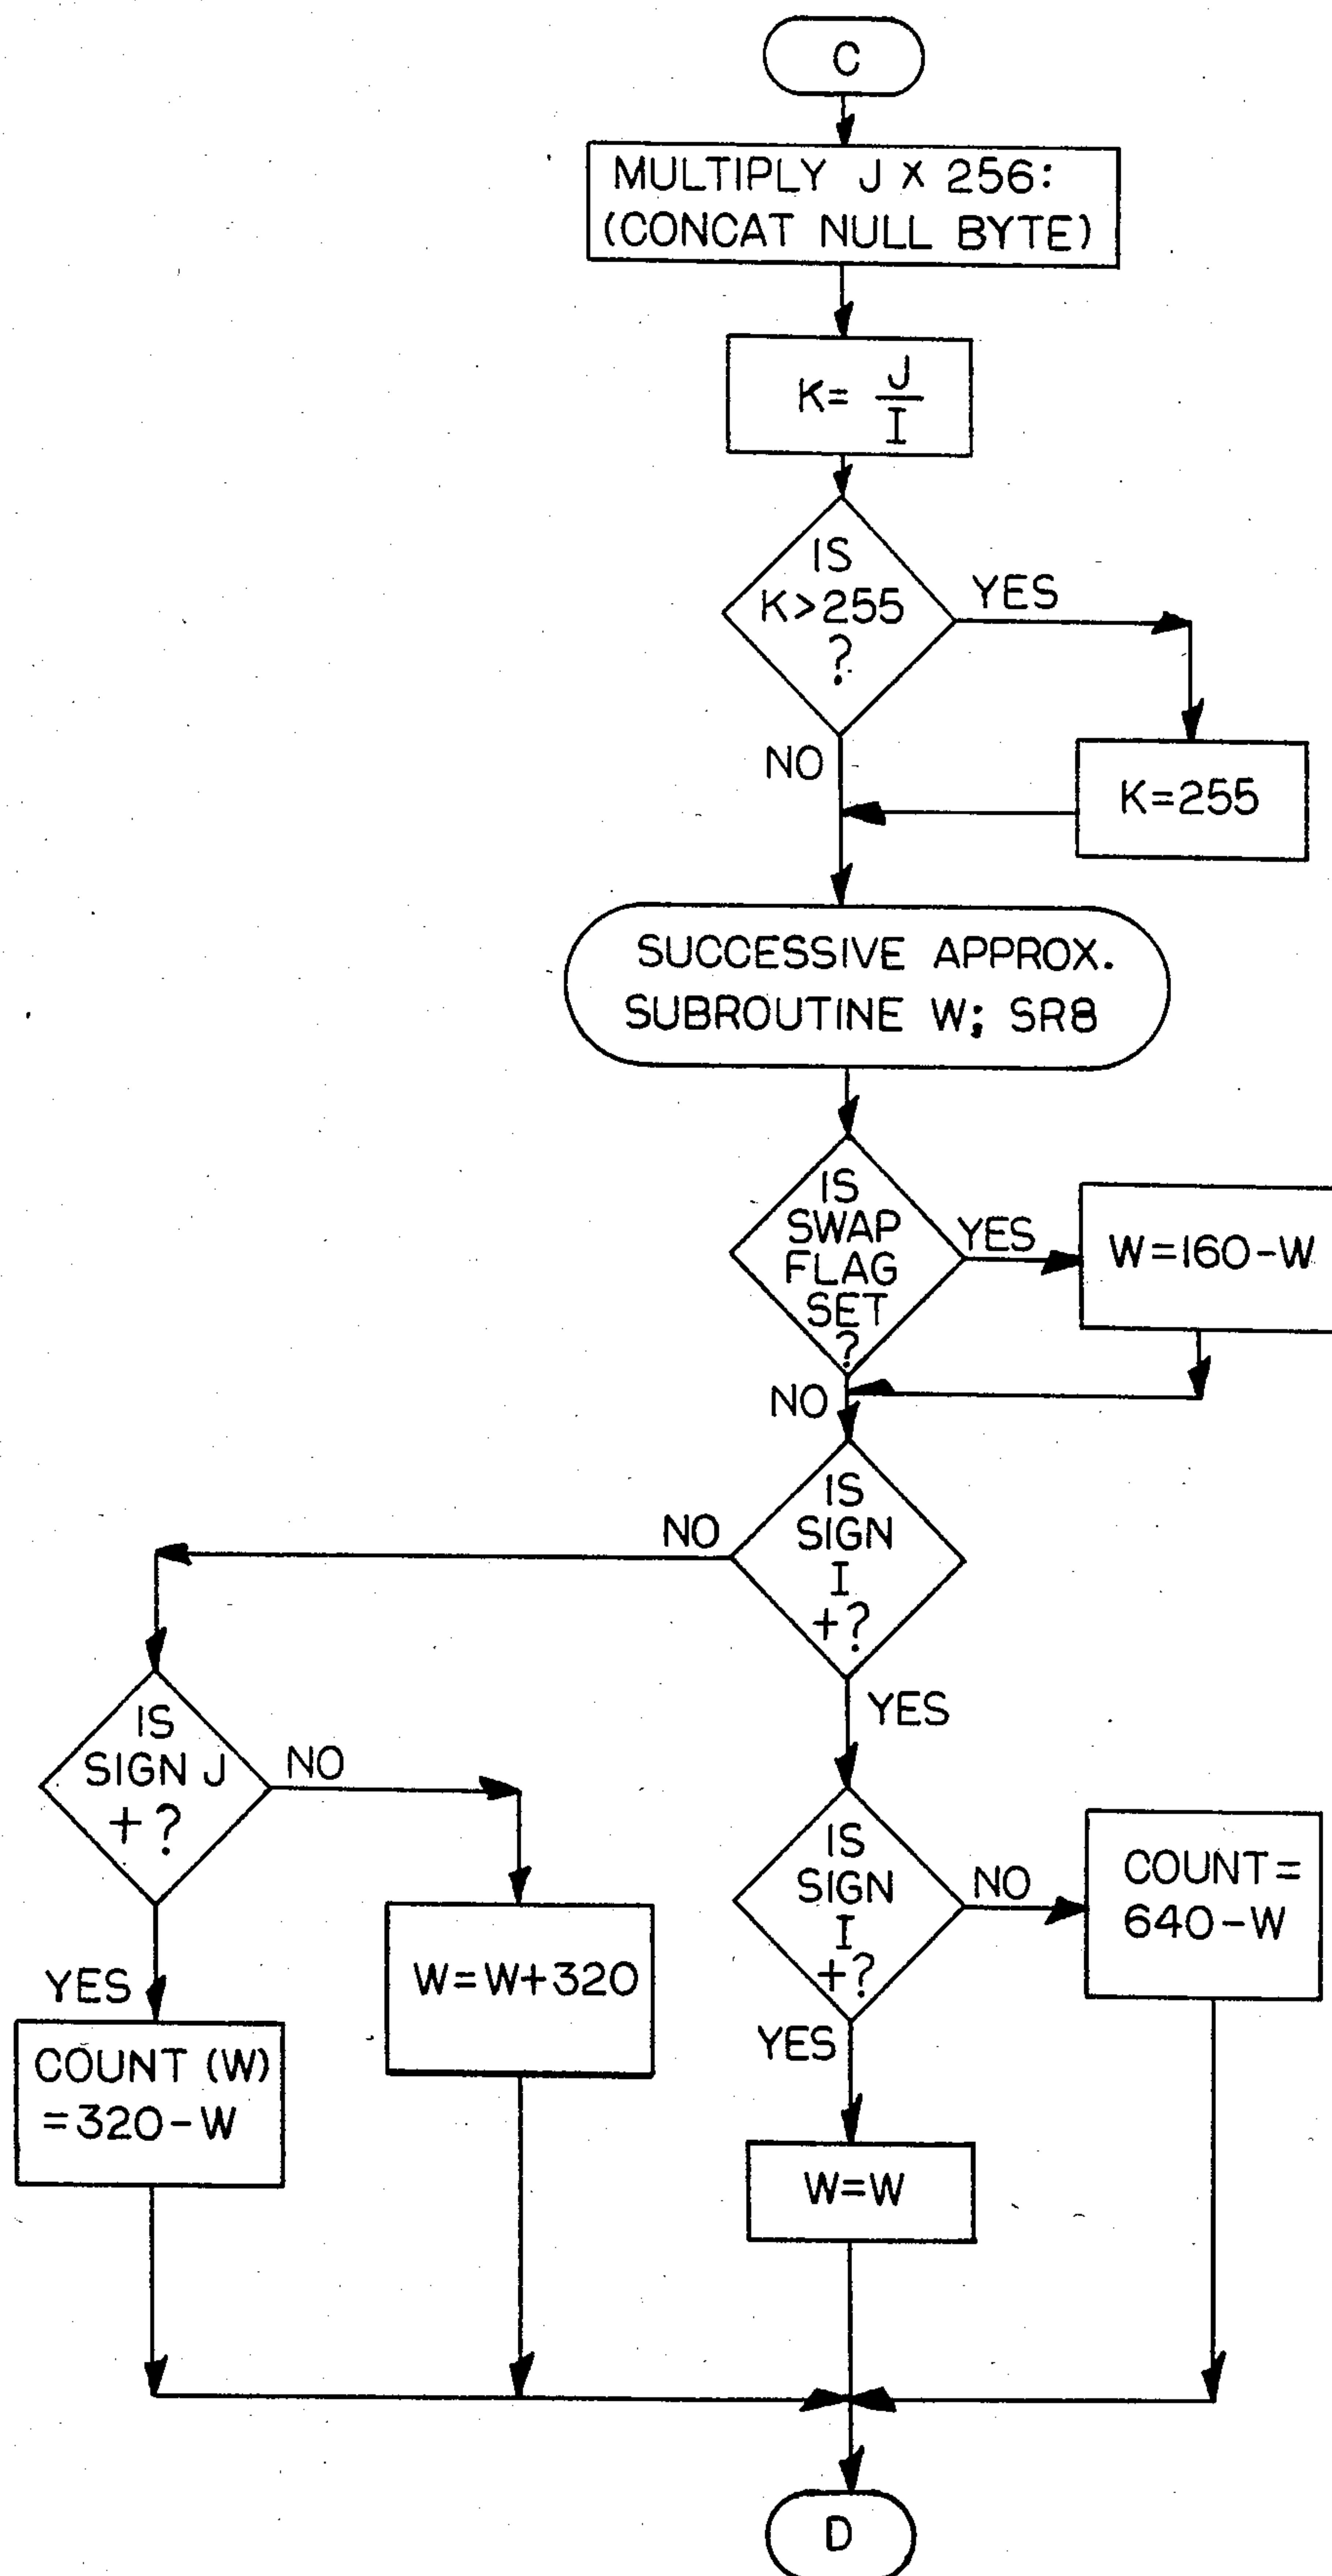 C
MULTIPLY J X 256:
(CONCAT NULL BYTE)
K= J
I
IS
K>255
?
YES
NO
K=255
SUCCESSIVE APPROX.
SUBROUTINE W; SR8
IS
SWAP
FLAG
SET
?
YES
W=160-W
NO
IS
SIGN
I
+?
NO
YES
IS
SIGN J
+?
NO
YES
W=W+320
COUNT (W)
=320-W
IS
SIGN
I
+?
NO
COUNT=
640-W
YES
W=W
D